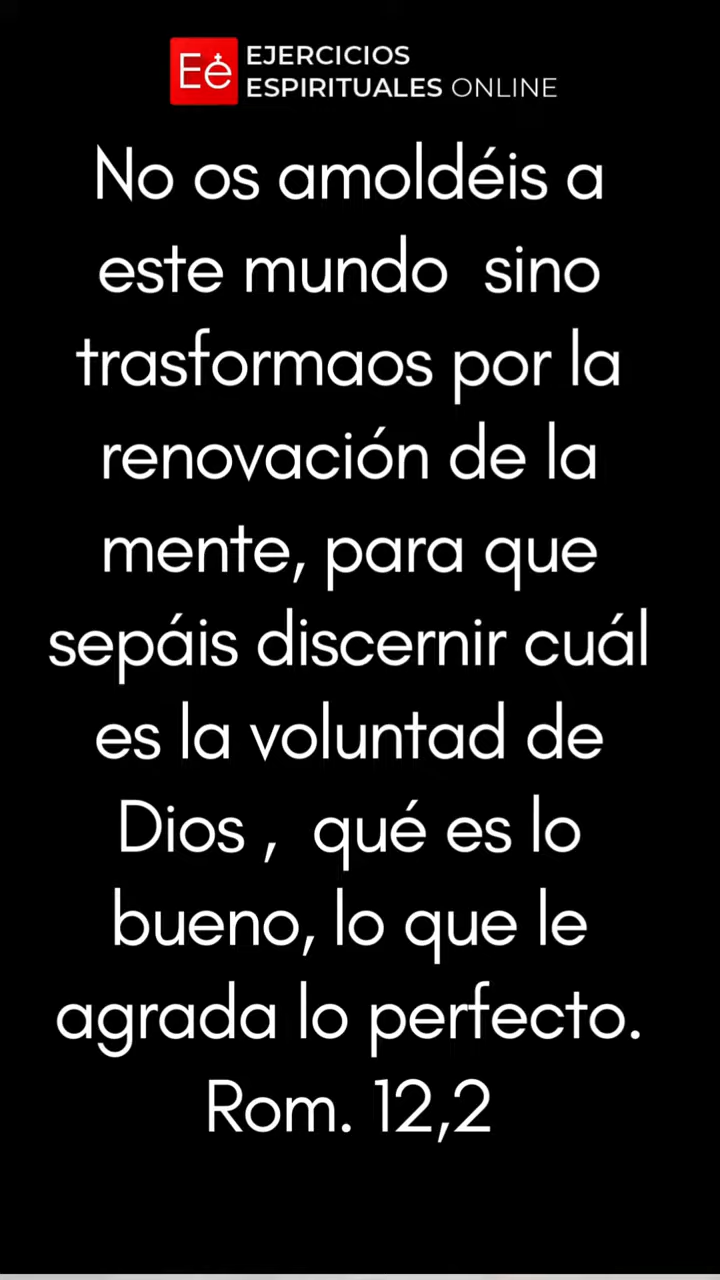 Eė EJERCICIOS
ESPIRITUALES ONLINE
No os amoldéis a
este mundo  sino
trasformaos por la
renovación de la
mente, para que
sepáis discernir cuál
es la voluntad de
Dios ,  qué es lo
bueno, lo que le
agrada lo perfecto.
Rom. 12,2